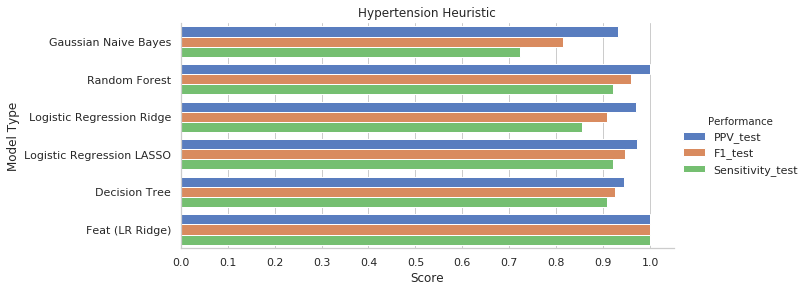 Hypertension Heuristic
Model Type
Gaussian Naive Bayes
Random Forest
Logistic Regression Ridge
Logistic Regression LASSO
Decision Tree
Feat (LR Ridge)
0.0 0.1 0.2 0.3 0.4 0.5 0.6 0.7 0.8 0.9 1.0
Score
Performance
PPV_test
F1_test
Sensitivity_test